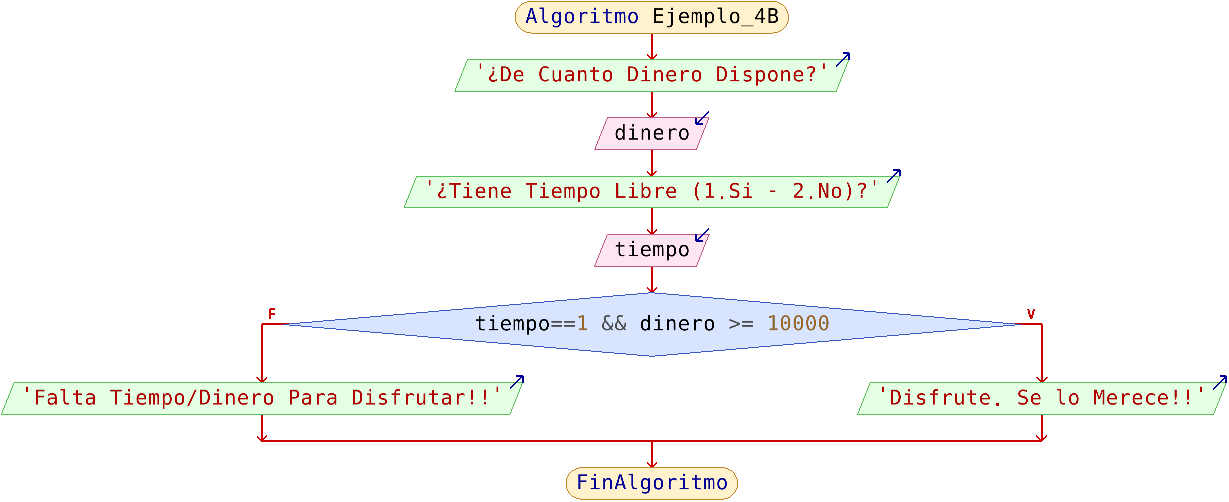 Algoritmo Ejemplo_4B
'¿De Cuanto Dinero Dispone?'
dinero
'¿Tiene Tiempo Libre (1.Si - 2.No)?'
tiempo
F
tiempo==1 && dinero >= 10000
V
'Falta Tiempo/Dinero Para Disfrutar!!'
'Disfrute. Se lo Merece!!'
FinAlgoritmo